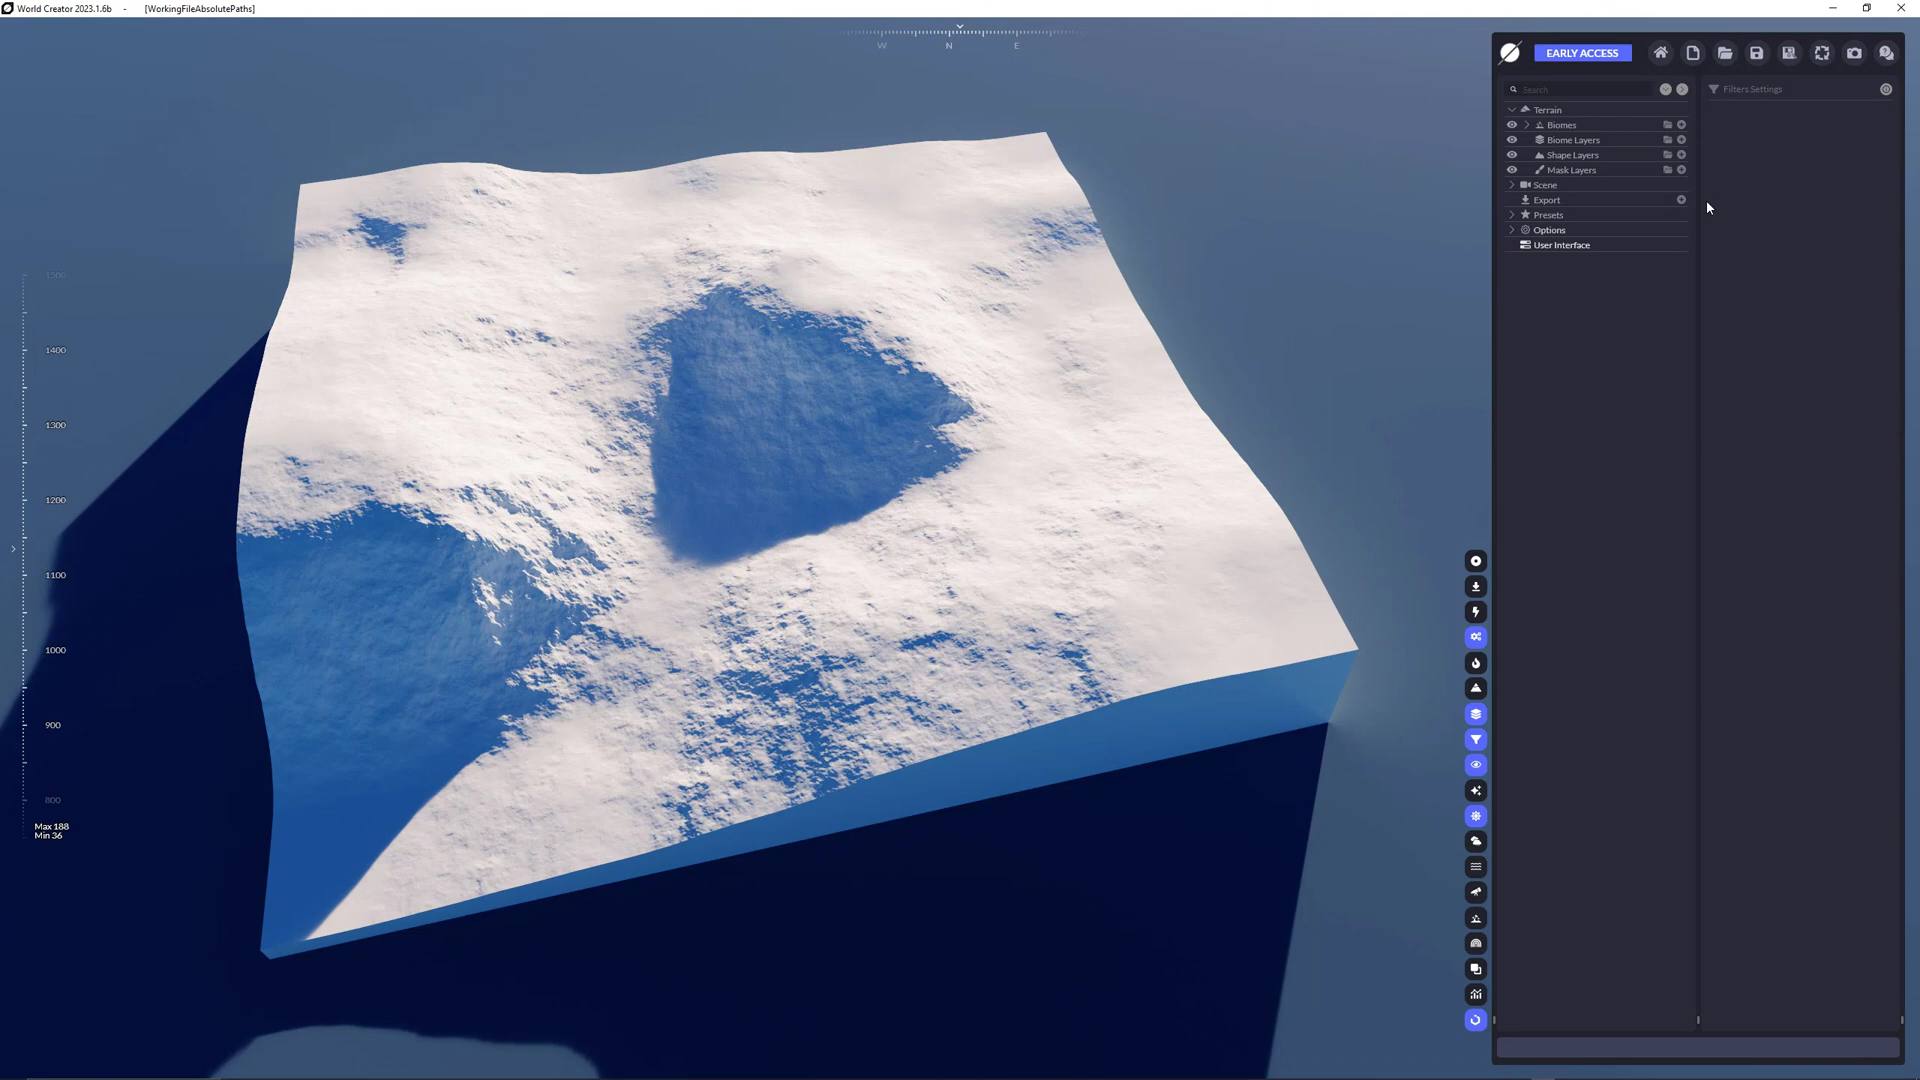 World Creator 2023.1.6b - [WorkingFileAbsolutePaths]
W N E
EARLY ACCESS
Search
Filters Settings
Terrain
Biomes
Biome Layers
Shape Layers
Mask Layers
Scene
Export
Presets
Options
User Interface
1500
1400
1300
1200
1100
1000
900
800
Max 188
Min 36